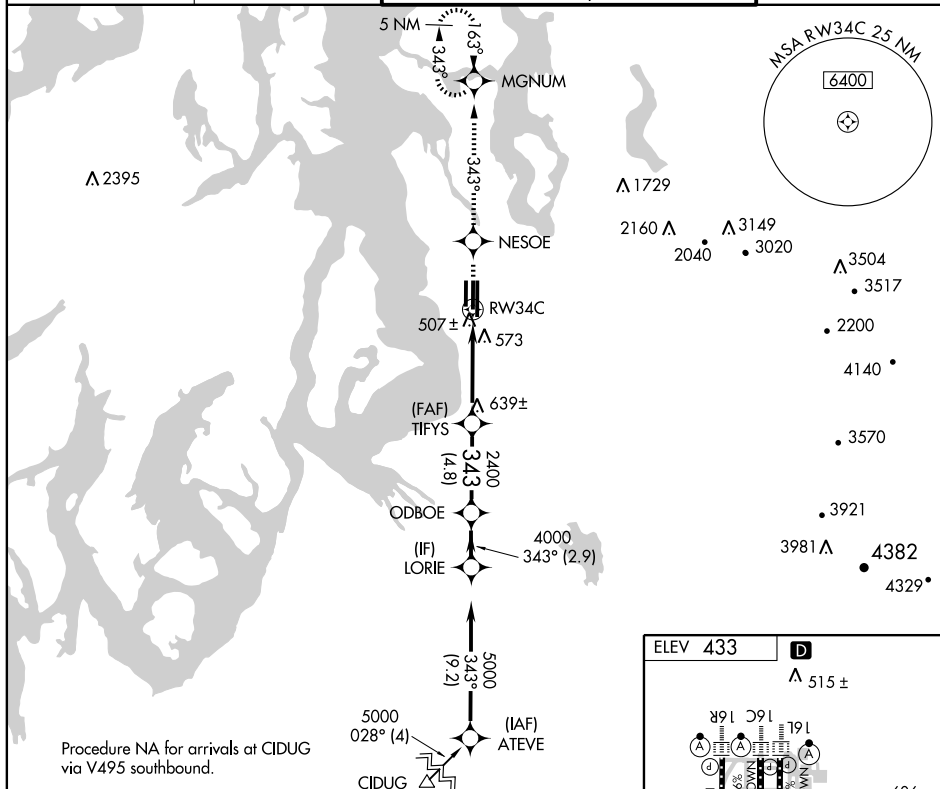 5 NM
163°
343°
MGNUM
MSA RW34C 25 NM
6400
2395
1729
343°
2160
2040
3149
3020
NESOE
3504
3517
RW34C
507 ±
573
2200
4140
(FAF)
TIFYS
639±
2400
343
(4.8)
3570
ODBOE
3921
(IF)
LORIE
4000
343° (2.9)
3981
4382
4329
5000
343°
(9.2)
ELEV 433
D
515 ±
16R
16C
16L
A
A
A
P
P
P
5000
028° (4)
(IAF)
ATEVE
Procedure NA for arrivals at CIDUG
via V495 southbound.
CIDUG